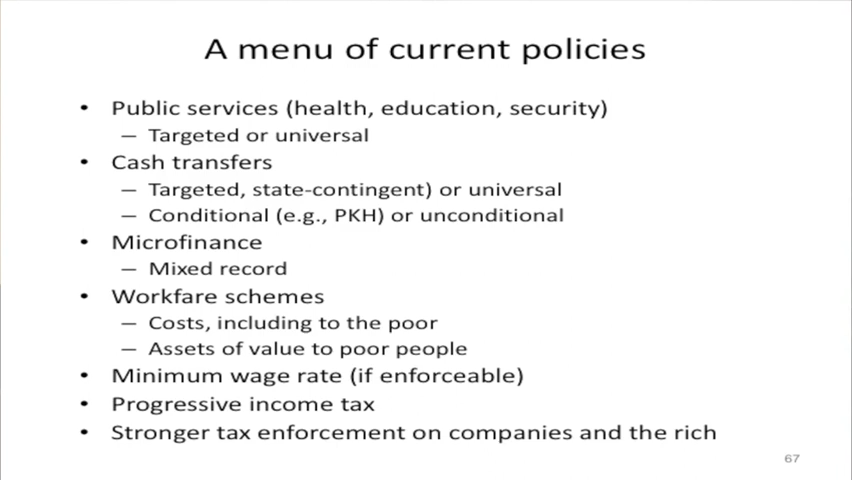 A menu of current policies
• Public services (health, education, security)
– Targeted or universal
• Cash transfers
– Targeted, state-contingent) or universal
– Conditional (e.g., PKH) or unconditional
• Microfinance
– Mixed record
• Workfare schemes
– Costs, including to the poor
– Assets of value to poor people
• Minimum wage rate (if enforceable)
• Progressive income tax
• Stronger tax enforcement on companies and the rich
67